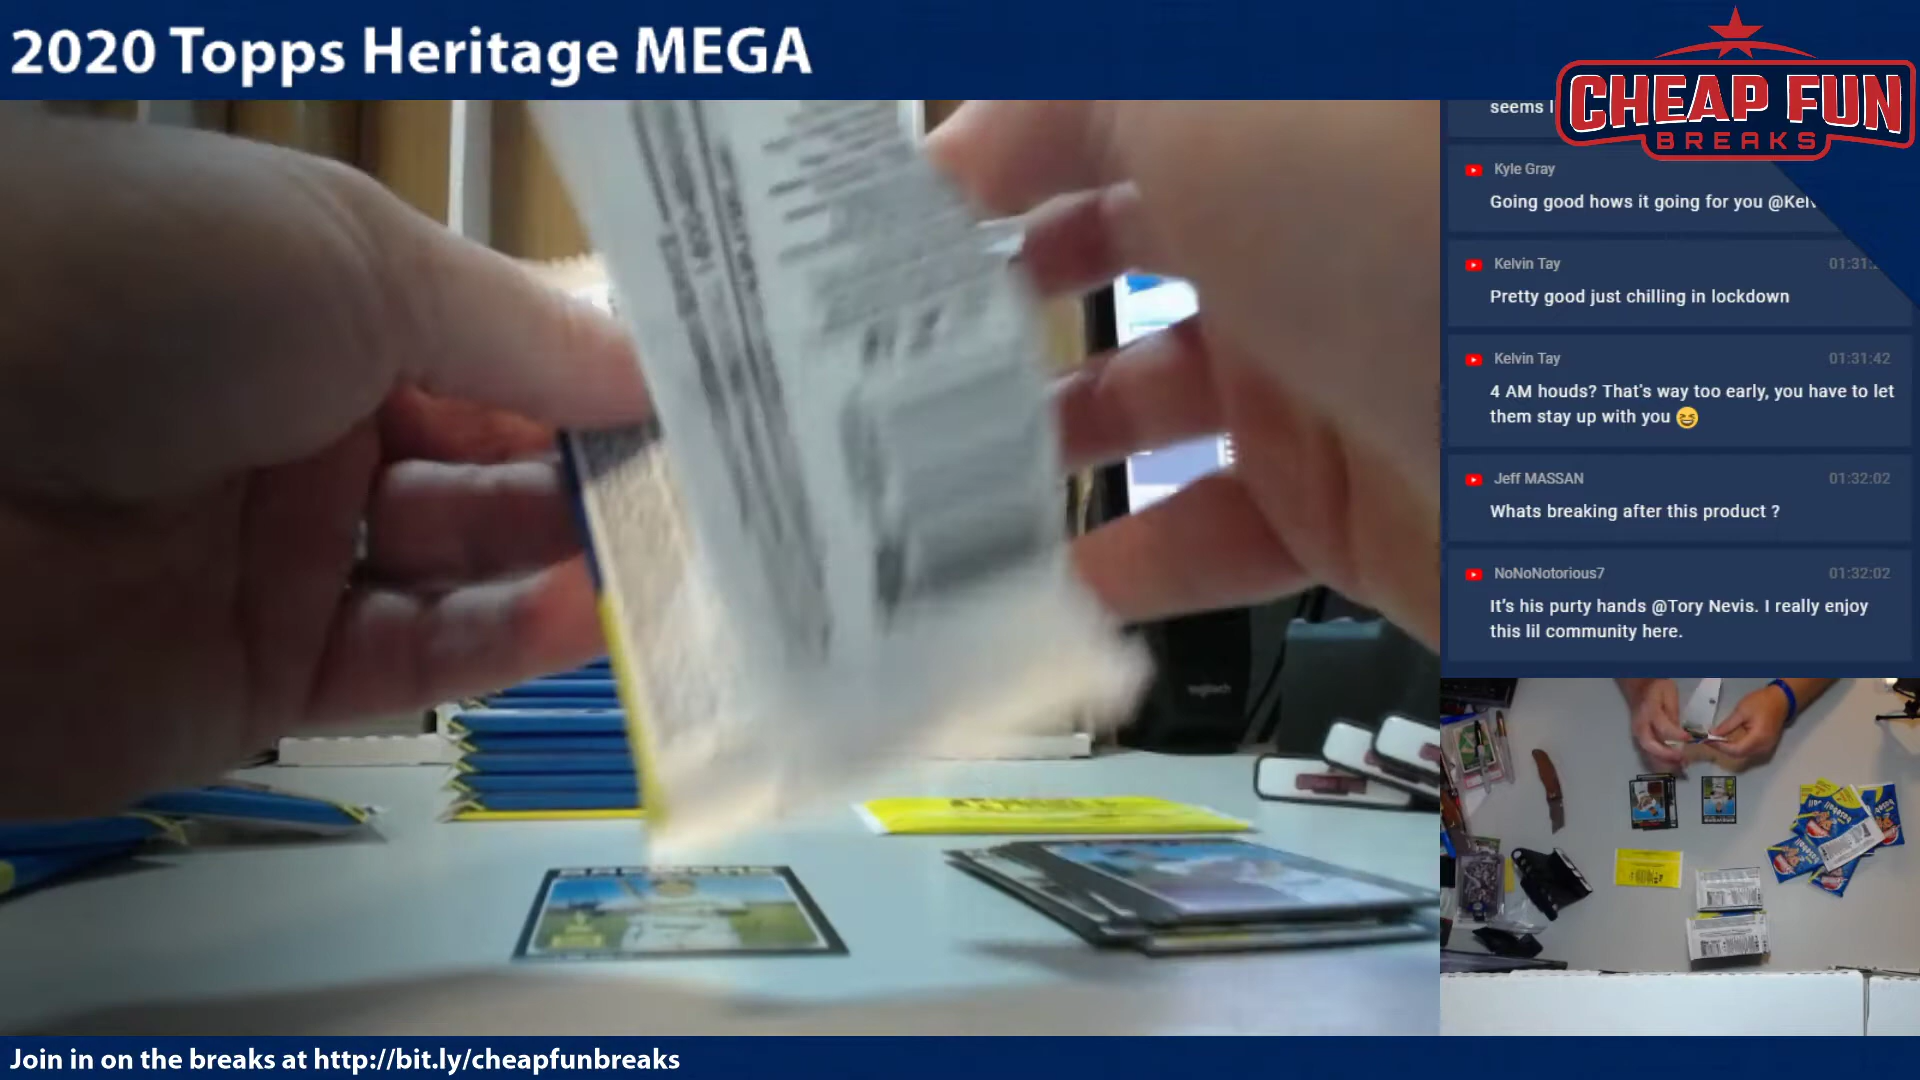 2020 Topps Heritage MEGA
CHEAP FUN
BREAKS
seems
Kyle Gray
Going good hows it going for you
Kelvin Tay
Pretty good just chilling in lockdown
Kelvin Tay 01:31:42
4 AM houds? That's way too early, you have to let
them stay up with you 😆
Jeff MASSAN 01:32:02
Whats breaking after this product ?
NoNoNotorious7 01:32:02
It's his purty hands @Tory Nevis. I really enjoy
this lil community here.
Join in on the breaks at http://bit.ly/cheapfunbreaks